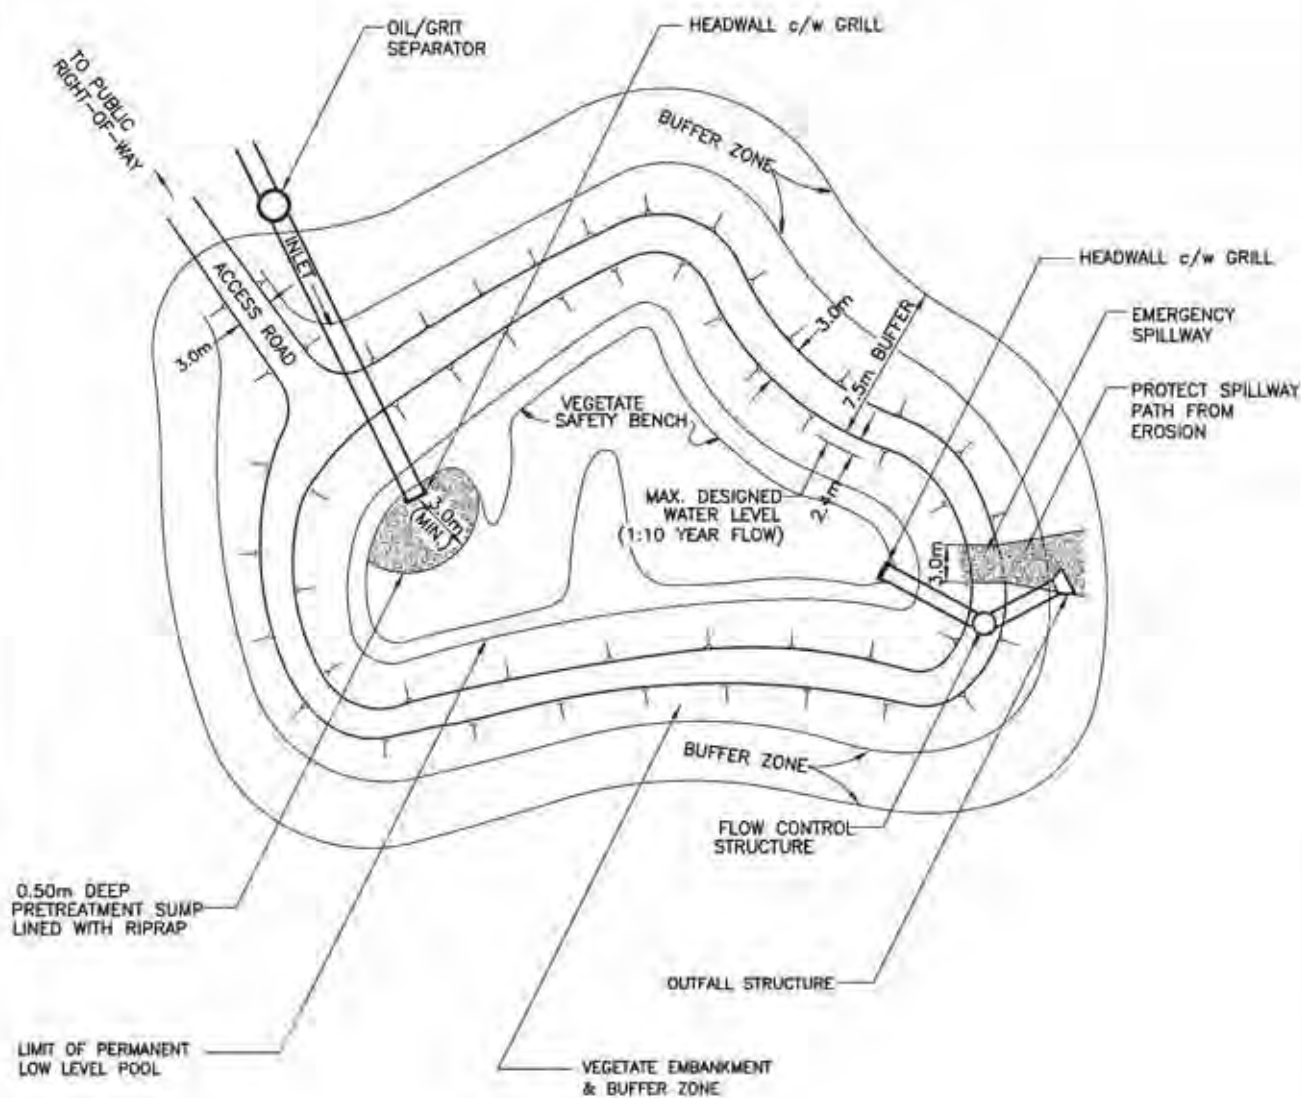 OIL/GRIT
SEPARATOR
HEADWALL c/w GRILL
TO PUBLIC
RIGHT-OF-WAY
BUFFER ZONE
INLET
ACCESS ROAD
3.0m
3.0m
7.5m BUFFER
HEADWALL c/w GRILL
EMERGENCY
SPILLWAY
PROTECT SPILLWAY
PATH FROM
EROSION
VEGETATE
SAFETY BENCH
3.0m
(MIN.)
MAX. DESIGNED
WATER LEVEL
(1:10 YEAR FLOW)
2.4m
3.0m
BUFFER ZONE
FLOW CONTROL
STRUCTURE
0.50m DEEP
PRETREATMENT SUMP
LINED WITH RIPRAP
OUTFALL STRUCTURE
LIMIT OF PERMANENT
LOW LEVEL POOL
VEGETATE EMBANKMENT
& BUFFER ZONE